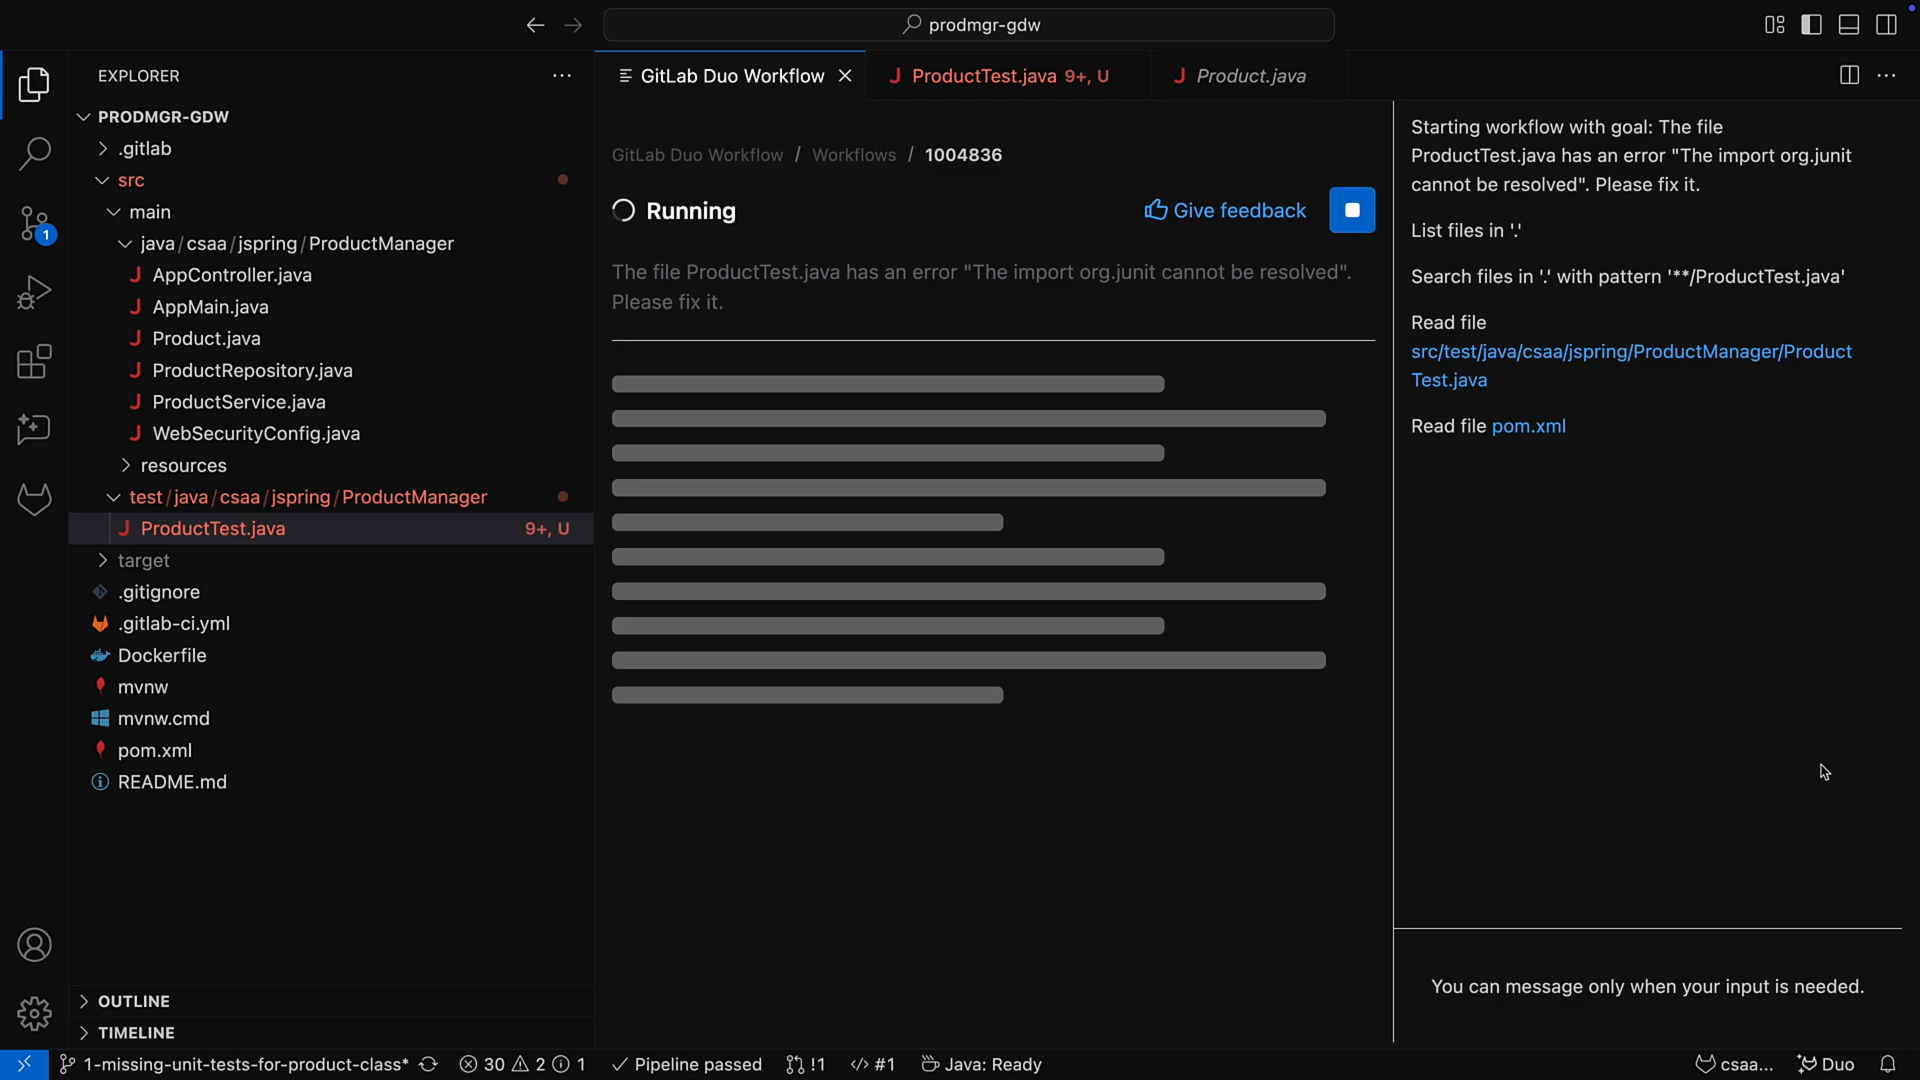 prodmgr-gdw
EXPLORER
PRODMGR-GDW
.gitlab
src
main
java/csaa/jspring/ProductManager
AppController.java
AppMain.java
Product.java
ProductRepository.java
ProductService.java
WebSecurityConfig.java
resources
test/java/csaa/jspring/ProductManager
ProductTest.java 9+, U
target
.gitignore
.gitlab-ci.yml
Dockerfile
mvnw
mvnw.cmd
pom.xml
README.md
OUTLINE
TIMELINE
1
GitLab Duo Workflow
ProductTest.java 9+, U
Product.java
GitLab Duo Workflow / Workflows / 1004836
Running
Give feedback
The file ProductTest.java has an error "The import org.junit cannot be resolved".
Please fix it.
Starting workflow with goal: The file
ProductTest.java has an error "The import org.junit
cannot be resolved". Please fix it.
List files in '.'
Search files in '.' with pattern '**/ProductTest.java'
Read file
src/test/java/csaa/jspring/ProductManager/Product
Test.java
Read file pom.xml
You can message only when your input is needed.
1-missing-unit-tests-for-product-class* 30 2 1 Pipeline passed !1 #1 Java: Ready csaa... Duo